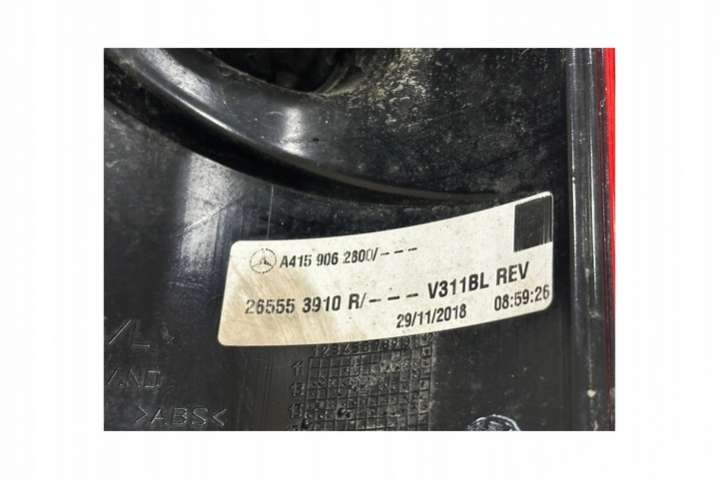 A415 906 2800/---
26555 3910 R/--- V311BL REV
29/11/2018 08:59:26
>ABS<